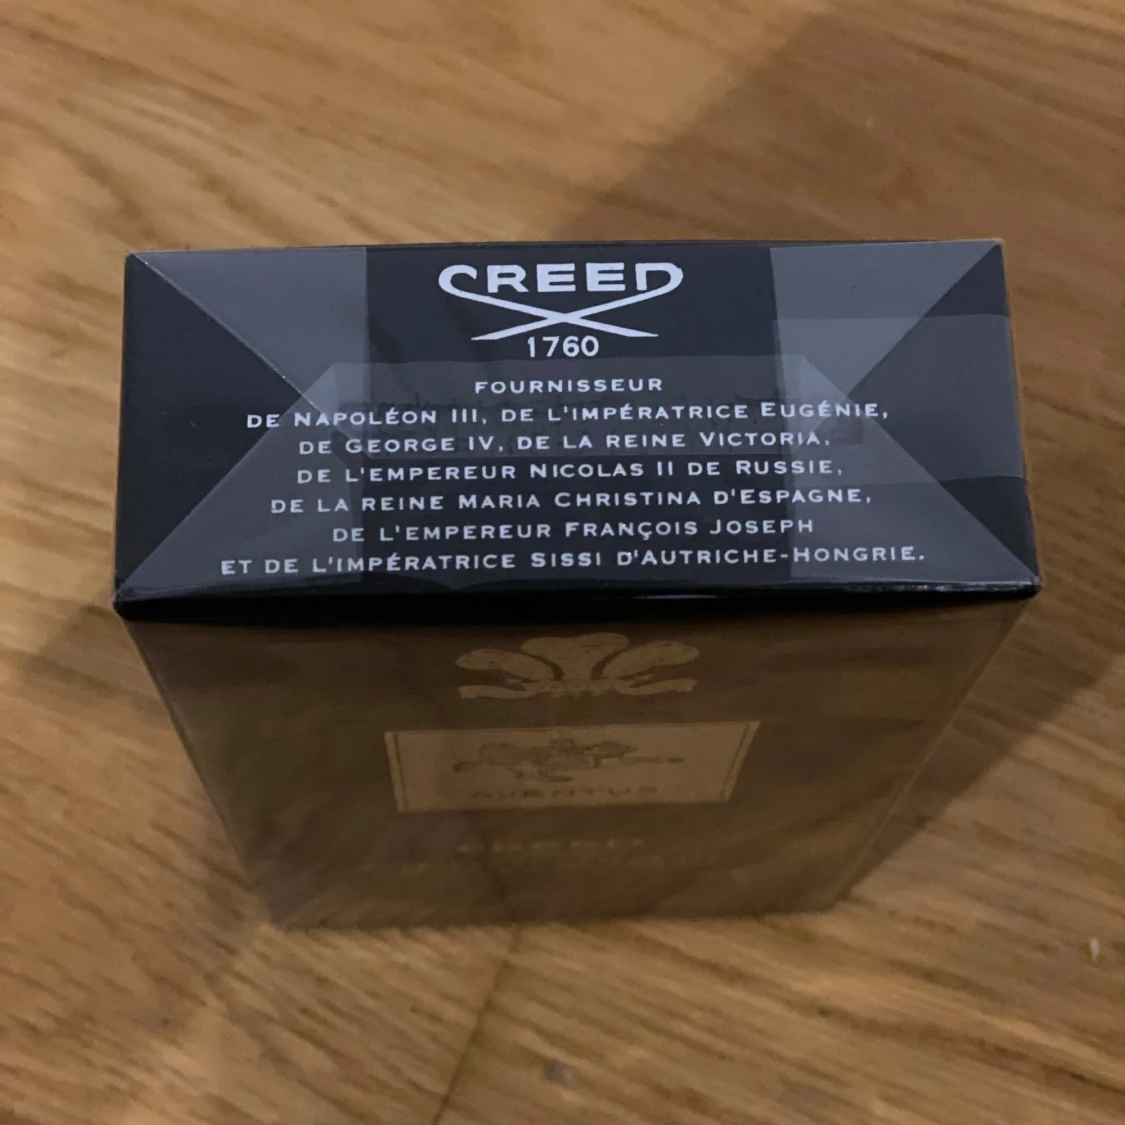 CREED
1760
FOURNISSEUR
DE NAPOLÉON III, DE L'IMPÉRATRICE EUGÉNIE,
DE GEORGE IV, DE LA REINE VICTORIA,
DE L'EMPEREUR NICOLAS II DE RUSSIE,
DE LA REINE MARIA CHRISTINA D'ESPAGNE,
DE L'EMPEREUR FRANÇOIS JOSEPH
ET DE L'IMPÉRATRICE SISSI D'AUTRICHE-HONGRIE.
AVENTUS
CREED